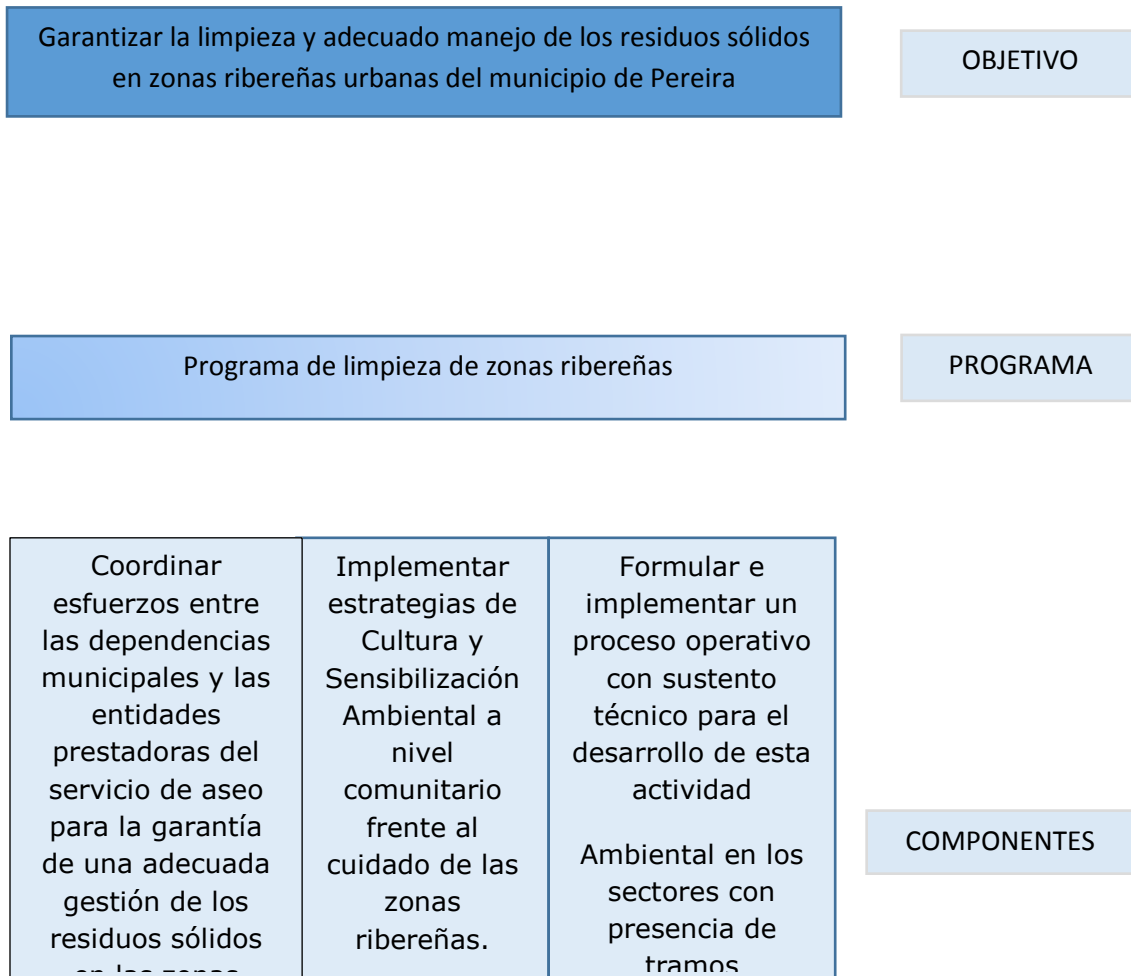 Garantizar la limpieza y adecuado manejo de los residuos sólidos
en zonas ribereñas urbanas del municipio de Pereira
OBJETIVO
Programa de limpieza de zonas ribereñas
PROGRAMA
Coordinar
esfuerzos entre
las dependencias
municipales y las
entidades
prestadoras del
servicio de aseo
para la garantía
de una adecuada
gestión de los
residuos sólidos
en las zonas
Implementar
estrategias de
Cultura y
Sensibilización
Ambiental a
nivel
comunitario
frente al
cuidado de las
zonas
ribereñas.
Formular e
implementar un
proceso operativo
con sustento
técnico para el
desarrollo de esta
actividad
Ambiental en los
sectores con
presencia de
tramos
COMPONENTES